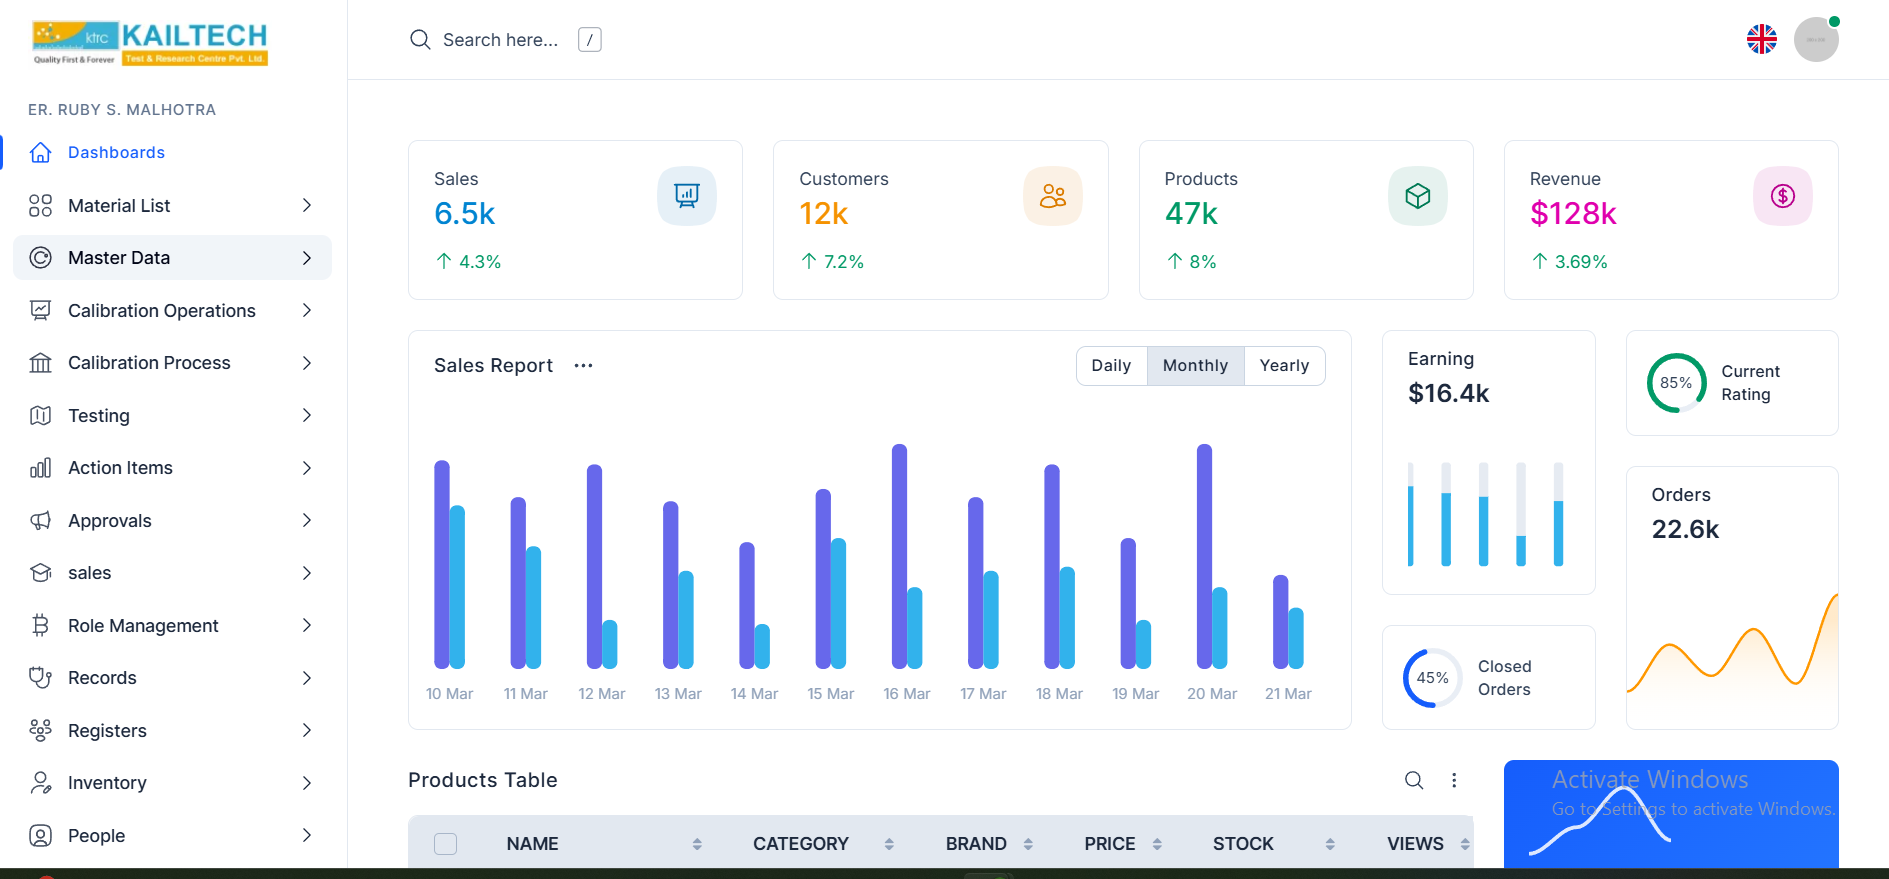 ktrc KAILTECH
Quality First & Forever Test & Research Centre Pvt. Ltd.
Search here...
/
ER. RUBY S. MALHOTRA
Dashboards
Material List
Master Data
Calibration Operations
Calibration Process
Testing
Action Items
Approvals
sales
Role Management
Records
Registers
Inventory
People
Sales
6.5k
4.3%
Customers
12k
7.2%
Products
47k
8%
Revenue
$128k
3.69%
Sales Report
Daily Monthly Yearly
10 Mar 11 Mar 12 Mar 13 Mar 14 Mar 15 Mar 16 Mar 17 Mar 18 Mar 19 Mar 20 Mar 21 Mar
Earning
$16.4k
85%
Current
Rating
Orders
22.6k
45%
Closed
Orders
Products Table
NAME CATEGORY BRAND PRICE STOCK VIEWS
Activate Windows
Go to Settings to activate Windows.